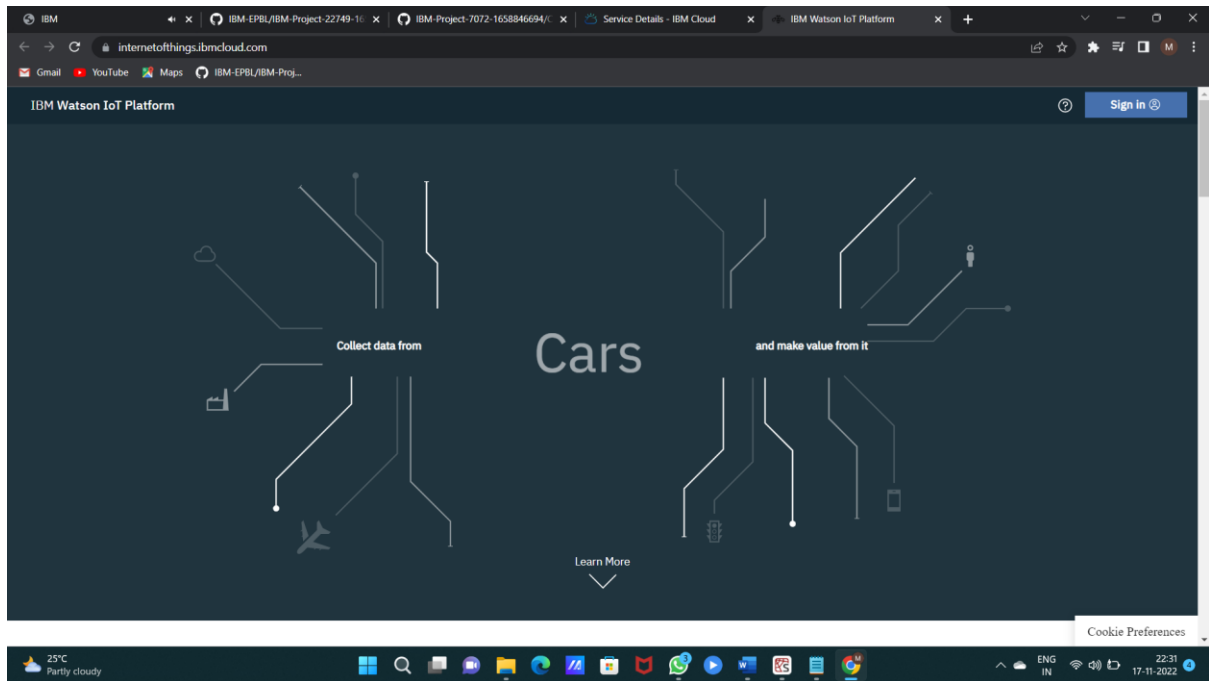 IBM
IBM-EPBL/IBM-Project-22749-16
IBM-Project-7072-1658846694/C
Service Details - IBM Cloud
IBM Watson IoT Platform
internetofthings.ibmcloud.com
M
Gmail
YouTube
Maps
IBM-EPBL/IBM-Proj...
IBM Watson IoT Platform
Sign in
Collect data from
Cars
and make value from it
Learn More
Cookie Preferences
25°C
Partly cloudy
3
M
ENG
IN
22:31
17-11-2022
4